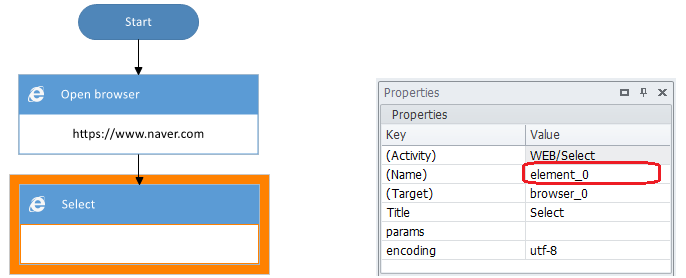 Start
Open browser
https://www.naver.com
Select
Properties
Properties
Key Value
(Activity) WEB/Select
(Name) element_0
(Target) browser_0
Title Select
params
encoding utf-8